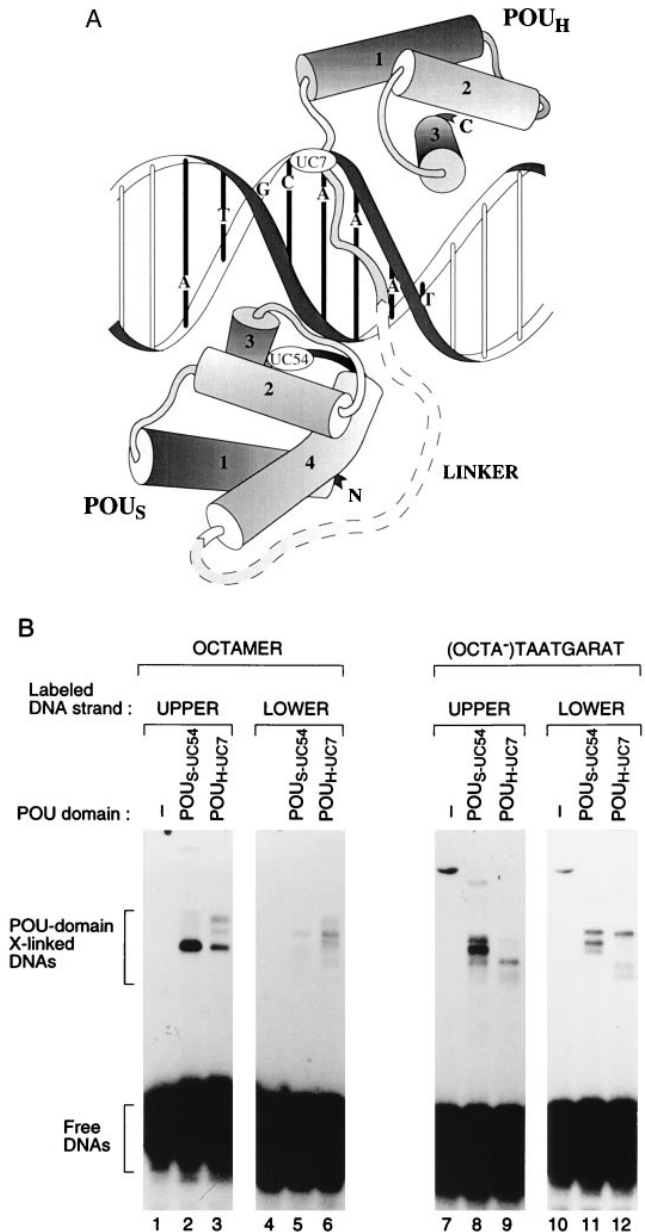 A
POUH
1
2
3
C
UC7
G
C
A
T
A
A
A
T
3
UC54
2
1
4
N
LINKER
POUS
B
OCTAMER
(OCTA-)TAATGARAT
Labeled
DNA strand :
UPPER
LOWER
UPPER
LOWER
POU domain :
–
POUS-UC54
POUH-UC7
POUS-UC54
POUH-UC7
–
POUS-UC54
POUH-UC7
–
POUS-UC54
POUH-UC7
POU-domain
X-linked
DNAs
Free
DNAs
1 2 3 4 5 6 7 8 9 10 11 12